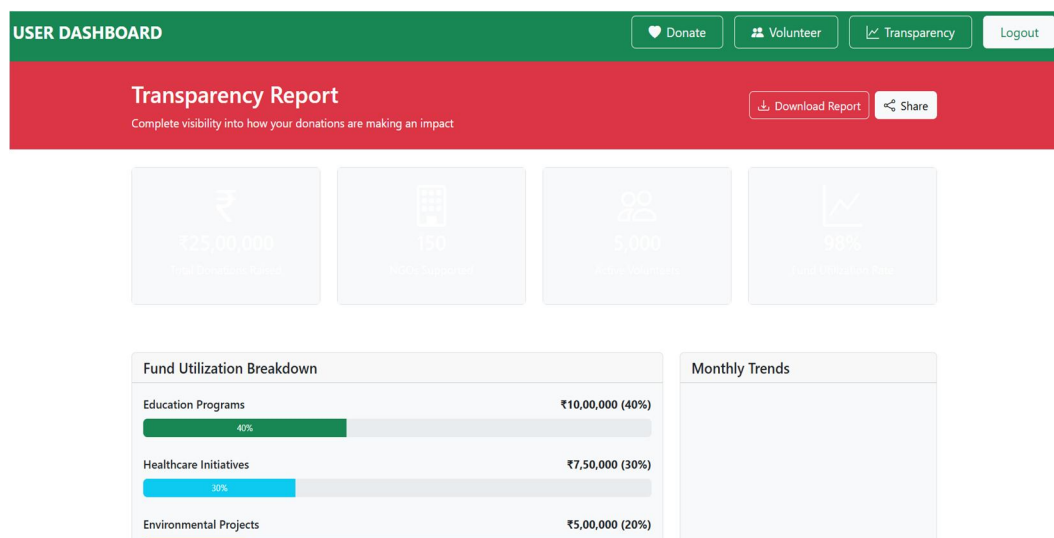 USER DASHBOARD
Donate
Volunteer
Transparency
Logout
Transparency Report
Complete visibility into how your donations are making an impact
Download Report
Share
₹25,00,000
150
5,000
98%
Fund Utilization Breakdown
Education Programs
₹10,00,000 (40%)
40%
Healthcare Initiatives
₹7,50,000 (30%)
30%
Environmental Projects
₹5,00,000 (20%)
Monthly Trends